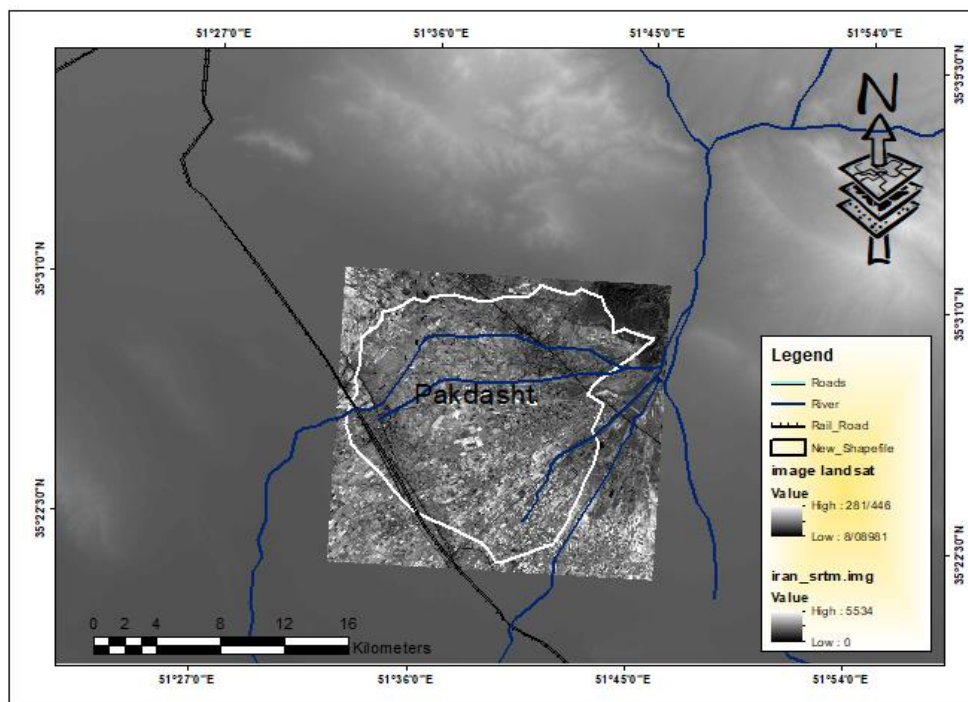 51°27'0"E 51°36'0"E 51°45'0"E 51°54'0"E
35°39'30"N
N
35°31'0"N
35°31'0"N
Legend
Roads
River
Rail_Road
New_Shapefile
image landsat
Value
High : 281/446
Low : 8/08981
iran_srtm.img
Value
High : 5534
Low : 0
Pakdasht
35°22'30"N
35°22'30"N
0 2 4 8 12 16
Kilometers
51°27'0"E 51°36'0"E 51°45'0"E 51°54'0"E